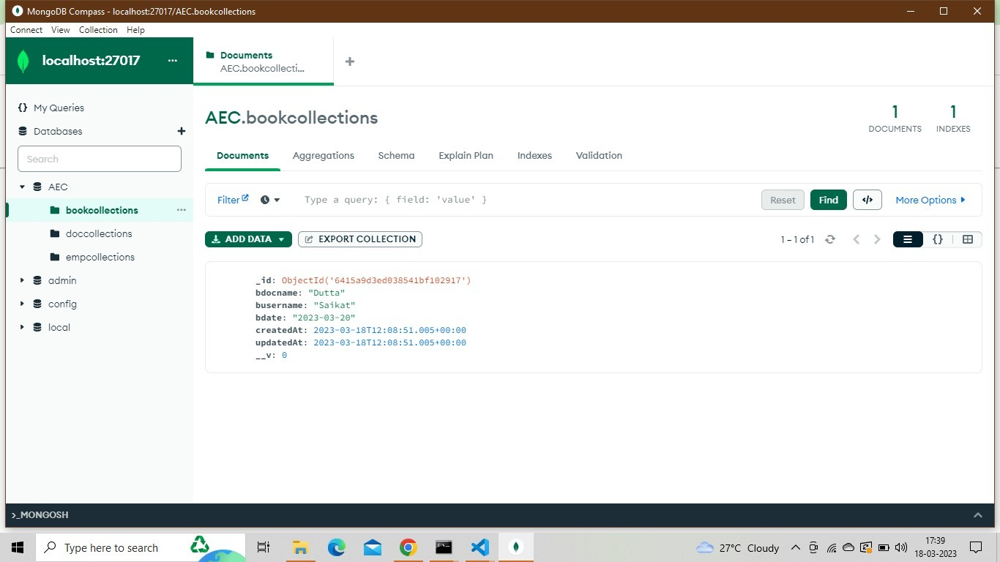 MongoDB Compass - localhost:27017/AEC.bookcollections
Connect View Collection Help
localhost:27017 ...
Documents
AEC.bookcollecti...
My Queries
Databases
Search
AEC
bookcollections ...
doccollections
empcollections
admin
config
local
AEC.bookcollections
1
DOCUMENTS
1
INDEXES
Documents Aggregations Schema Explain Plan Indexes Validation
Filter Type a query: { field: 'value' } Reset Find </> More Options
ADD DATA EXPORT COLLECTION 1 – 1 of 1 {}
_id: ObjectId('6415a9d3ed038541bf102917')
bdocname: "Dutta"
busername: "Saikat"
bdate: "2023-03-20"
createdAt: 2023-03-18T12:08:51.005+00:00
updatedAt: 2023-03-18T12:08:51.005+00:00
__v: 0
>_MONGOSH
Type here to search
27°C Cloudy
17:39
18-03-2023